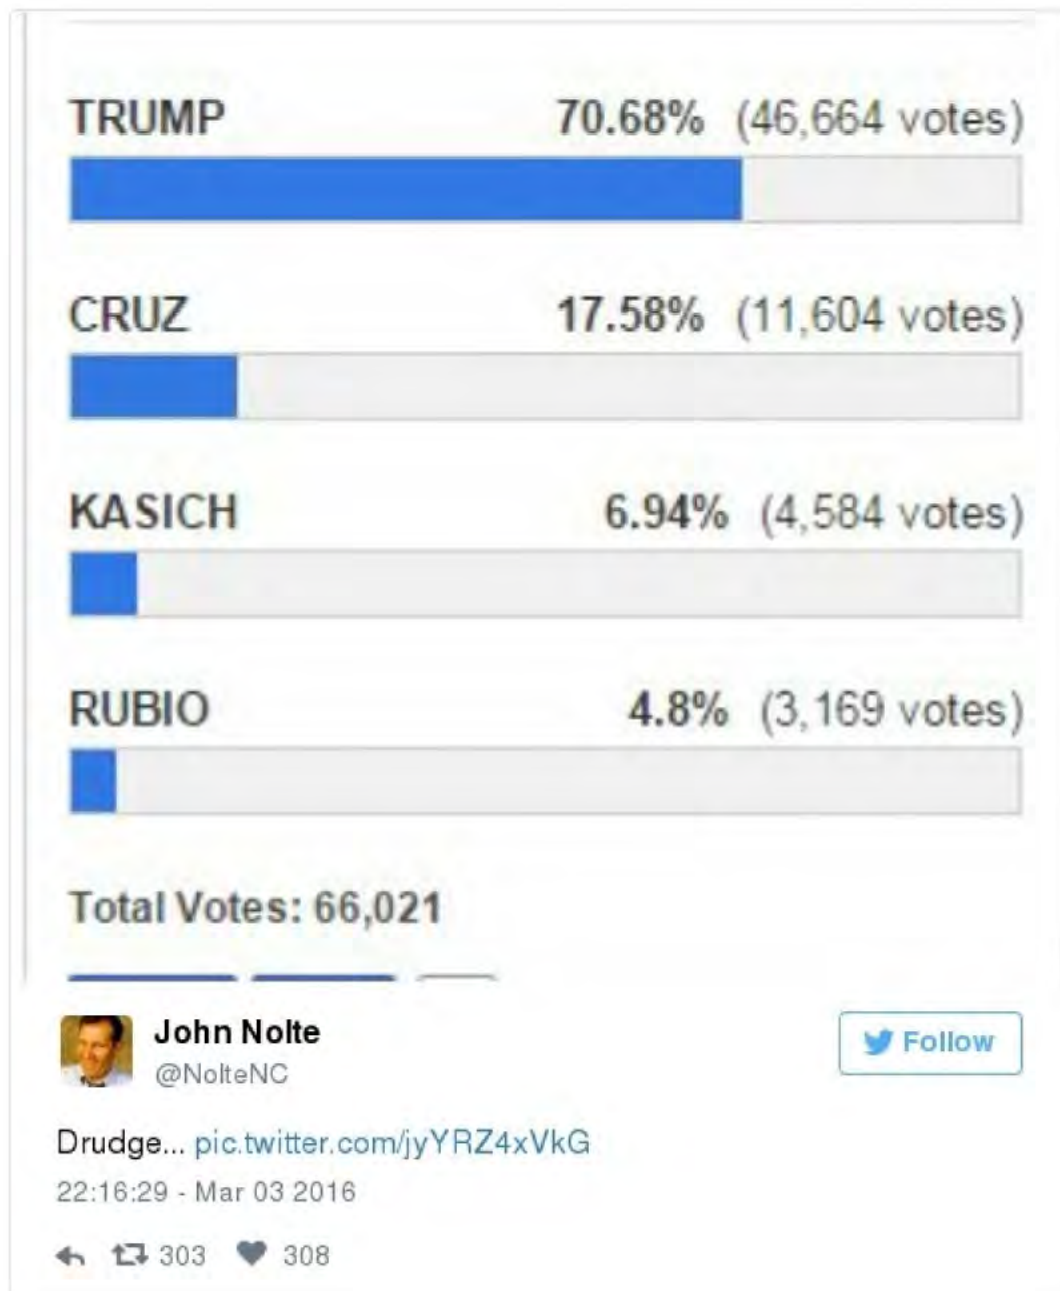 TRUMP 70.68% (46,664 votes)
CRUZ 17.58% (11,604 votes)
KASICH 6.94% (4,584 votes)
RUBIO 4.8% (3,169 votes)
Total Votes: 66,021
John Nolte
@NolteNC
Follow
Drudge... pic.twitter.com/jyYRZ4xVkG
22:16:29 - Mar 03 2016
303 308